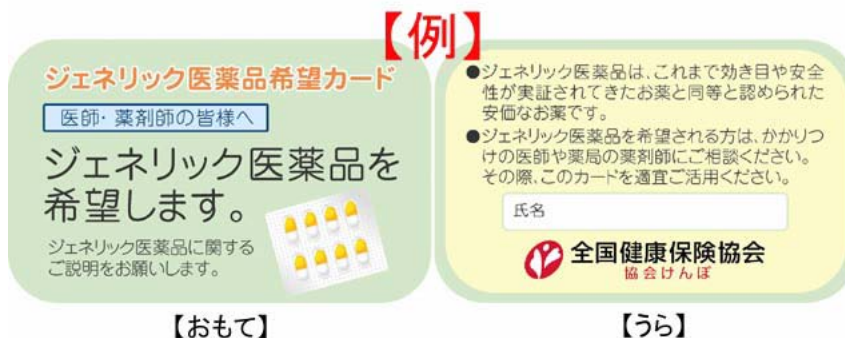 【例】
ジェネリック医薬品希望カード
医師・薬剤師の皆様へ
ジェネリック医薬品を
希望します。
ジェネリック医薬品に関する
ご説明をお願いします。
【おもて】
●ジェネリック医薬品は、これまで効き目や安全
性が実証されてきたお薬と同等と認められた
安価なお薬です。
●ジェネリック医薬品を希望される方は、かかりつ
けの医師や薬局の薬剤師にご相談ください。
その際、このカードを適宜ご活用ください。
氏名
全国健康保険協会
協会けんぽ
【うら】